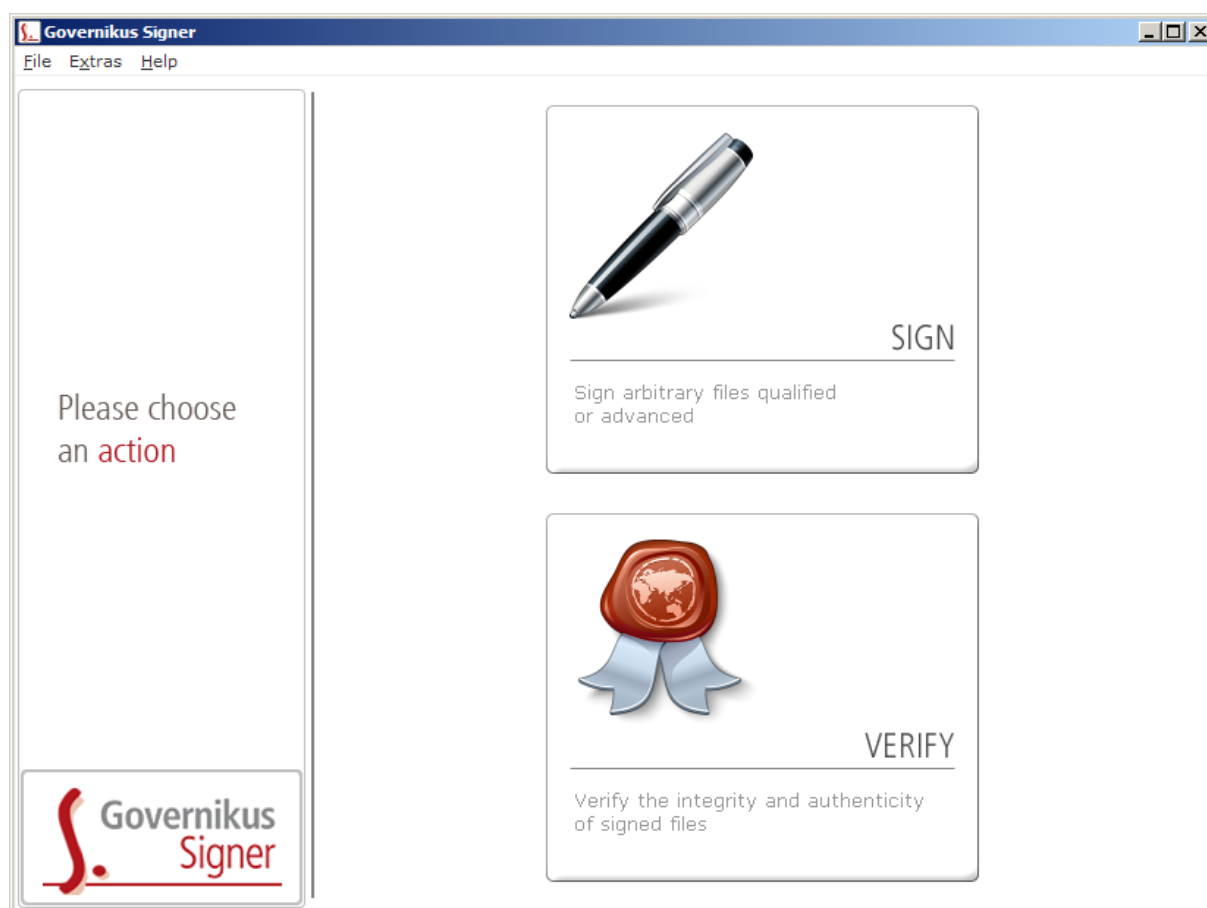 Governikus Signer
File Extras Help
Please choose
an action
Governikus
Signer
SIGN
Sign arbitrary files qualified
or advanced
VERIFY
Verify the integrity and authenticity
of signed files